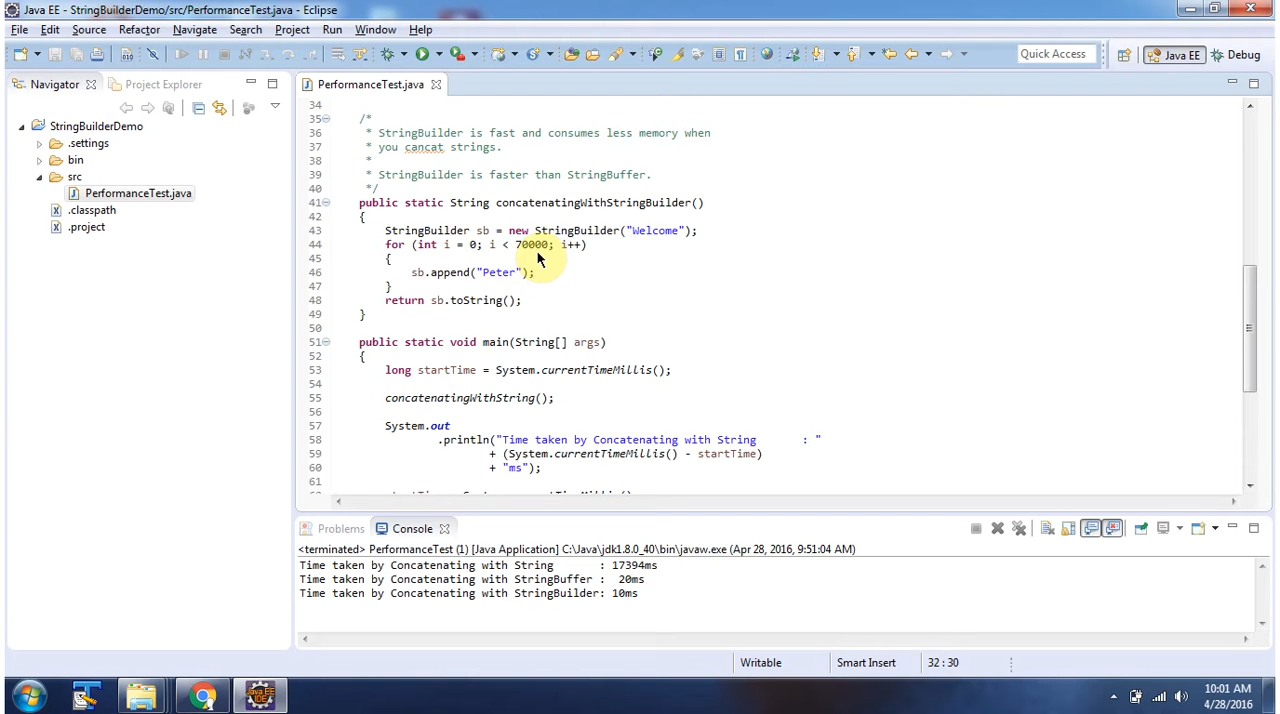 Java EE - StringBuilderDemo/src/PerformanceTest.java - Eclipse
File Edit Source Refactor Navigate Search Project Run Window Help
Quick Access Java EE Debug
Navigator Project Explorer
PerformanceTest.java
StringBuilderDemo
.settings
bin
src
PerformanceTest.java
.classpath
.project
34
35 /*
36 * StringBuilder is fast and consumes less memory when
37 * you cancat strings.
38 *
39 * StringBuilder is faster than StringBuffer.
40 */
41 public static String concatenatingWithStringBuilder()
42 {
43 StringBuilder sb = new StringBuilder("Welcome");
44 for (int i = 0; i < 70000; i++)
45 {
46 sb.append("Peter");
47 }
48 return sb.toString();
49 }
50
51 public static void main(String[] args)
52 {
53 long startTime = System.currentTimeMillis();
54
55 concatenatingWithString();
56
57 System.out
58 .println("Time taken by Concatenating with String : "
59 + (System.currentTimeMillis() - startTime)
60 + "ms");
61
Problems Console
<terminated> PerformanceTest (1) [Java Application] C:\Java\jdk1.8.0_40\bin\javaw.exe (Apr 28, 2016, 9:51:04 AM)
Time taken by Concatenating with String : 17394ms
Time taken by Concatenating with StringBuffer : 20ms
Time taken by Concatenating with StringBuilder: 10ms
Writable Smart Insert 32 : 30
Java EE
IDE
10:01 AM
4/28/2016